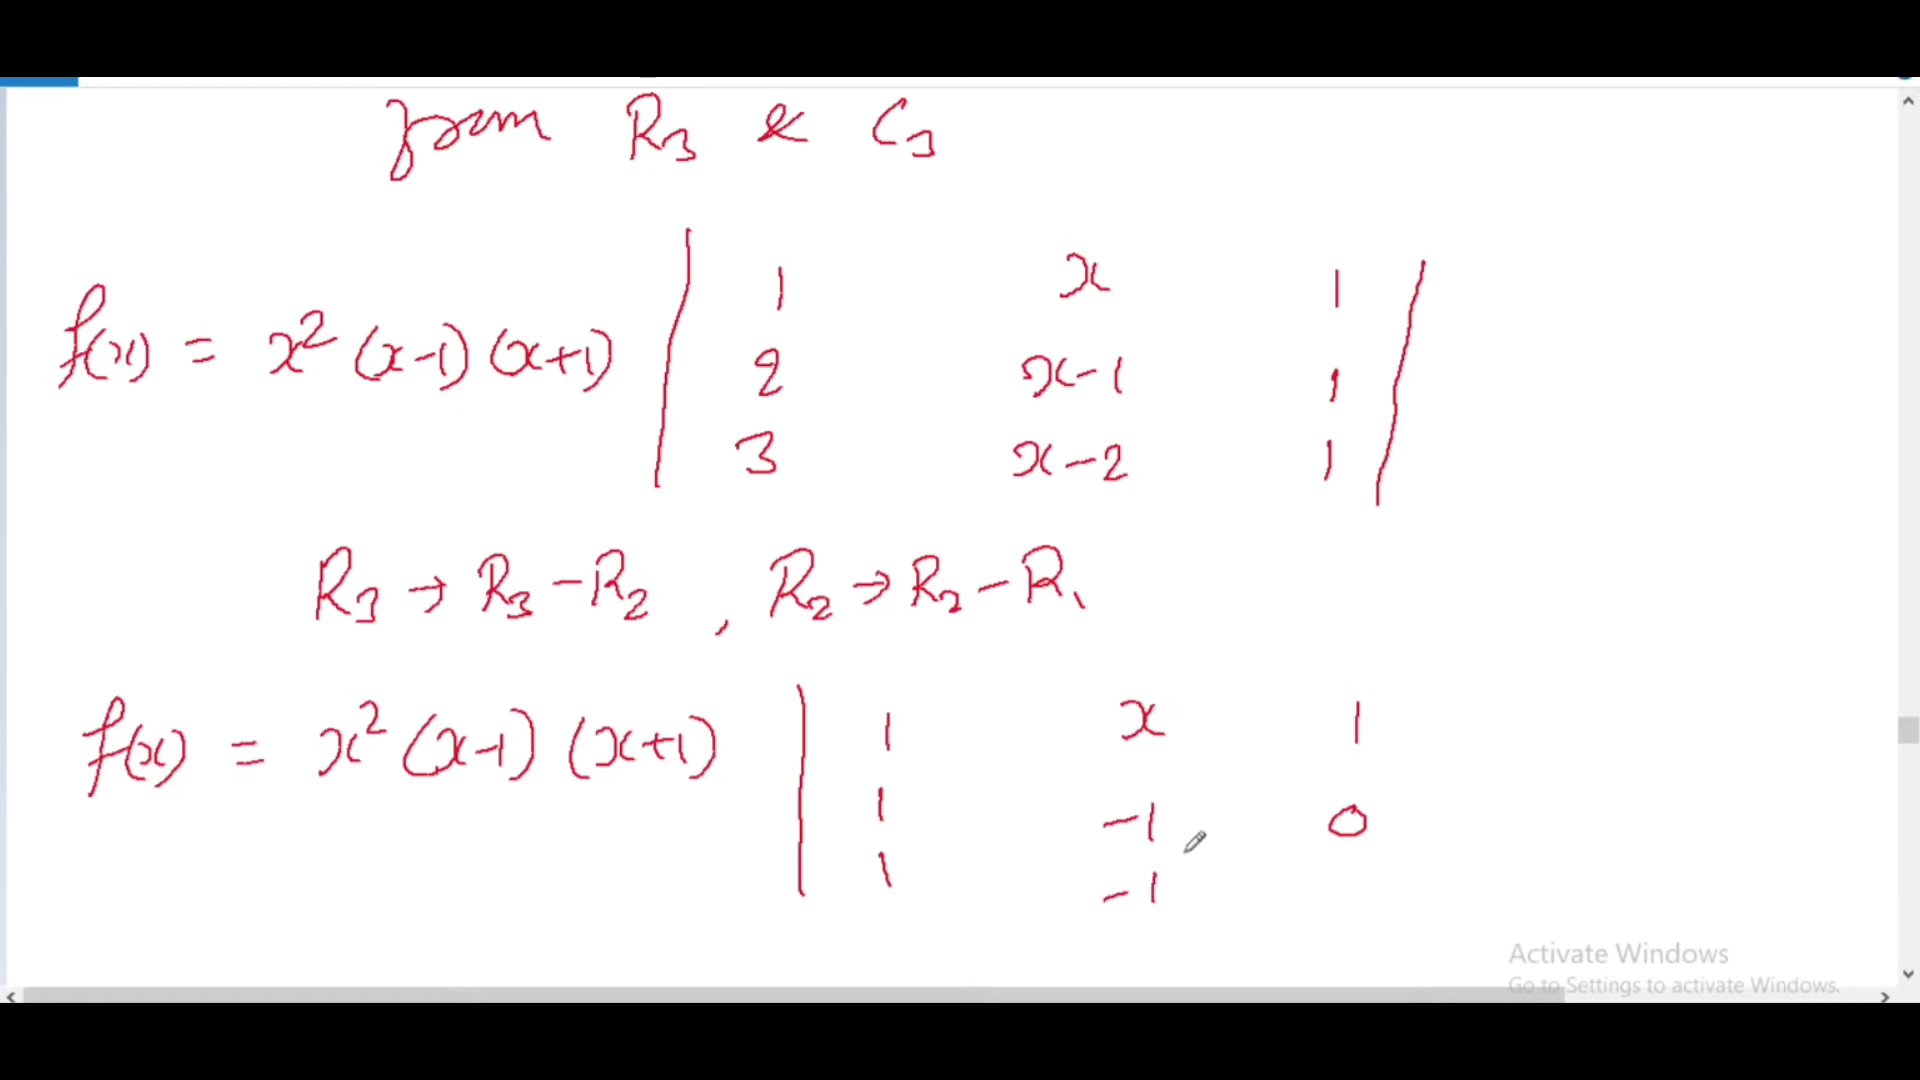 from R₃ & C₃
f(x) = x² (x-1) (x+1) | 1 x 1 |
2 x-1 1
3 x-2 1
R₃ → R₃ - R₂ , R₂ → R₂ - R₁
f(x) = x² (x-1) (x+1) | 1 x 1
1 -1 0
1 -1
Activate Windows
Go to Settings to activate Windows.